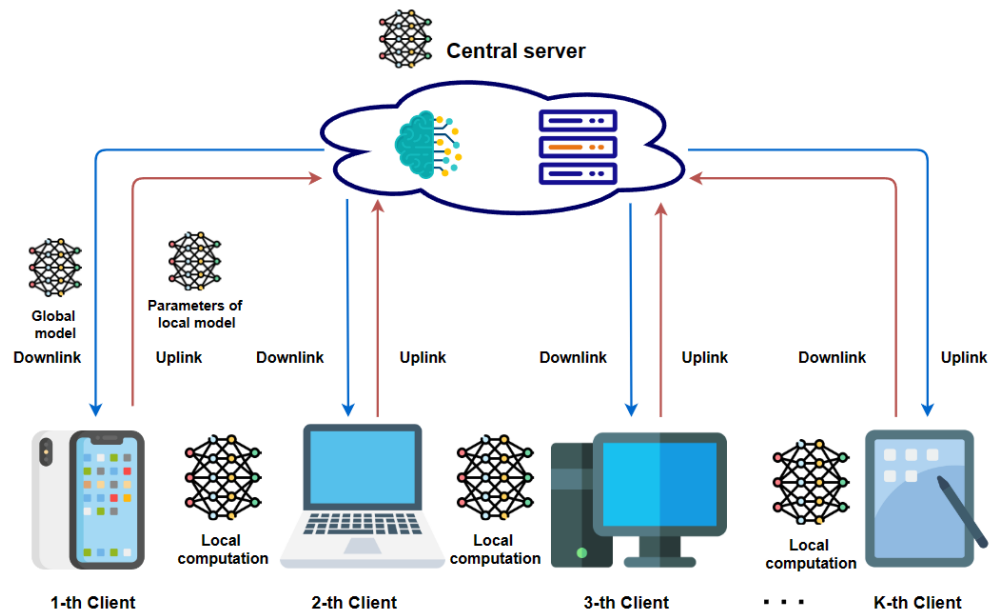 Central server
Global
model
Parameters of
local model
Downlink
Uplink
Downlink
Uplink
Downlink
Uplink
Downlink
Uplink
Local
computation
Local
computation
Local
computation
1-th Client
2-th Client
3-th Client
. . .
K-th Client